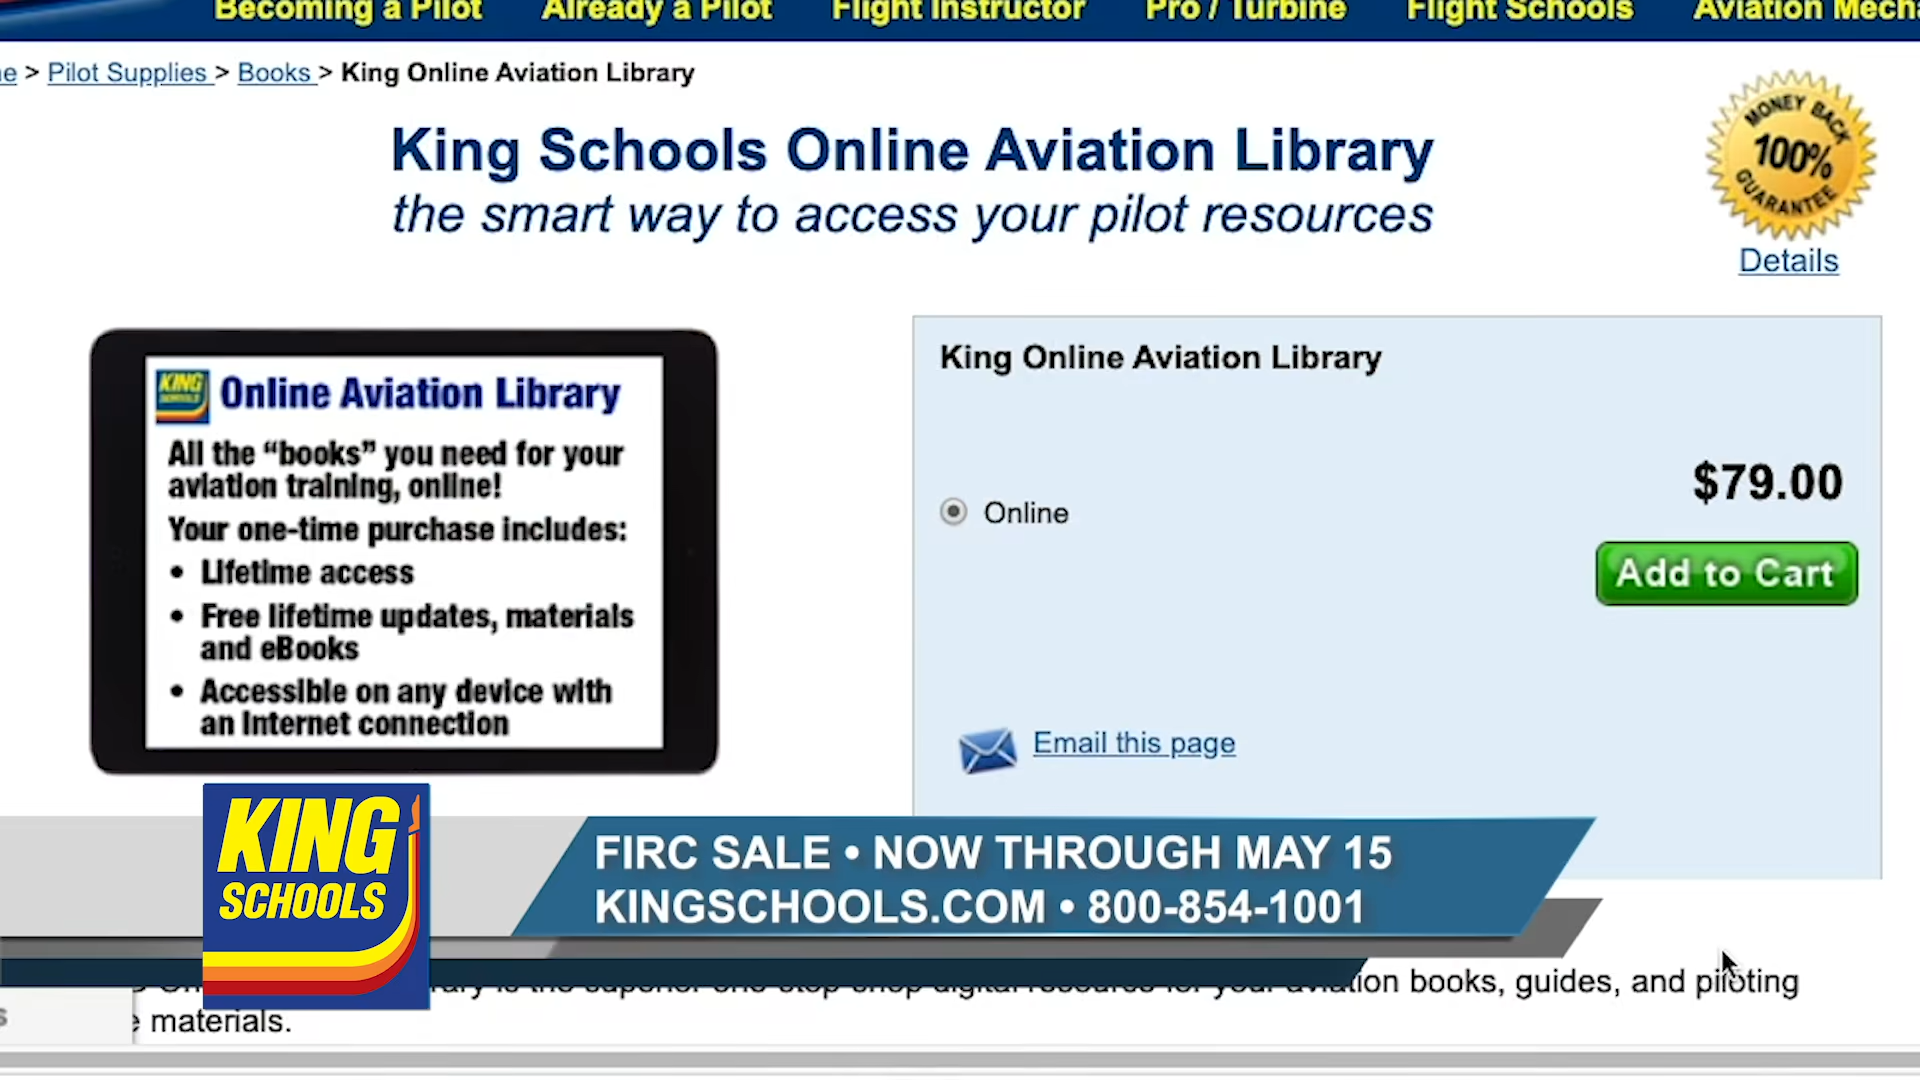 Becoming a Pilot Already a Pilot Flight Instructor Pro / Turbine Flight Schools Aviation
> Pilot Supplies > Books > King Online Aviation Library
King Schools Online Aviation Library
the smart way to access your pilot resources
MONEY BACK
100%
GUARANTEE
Details
KING
SCHOOLS
Online Aviation Library
All the “books” you need for your
aviation training, online!
Your one-time purchase includes:
• Lifetime access
• Free lifetime updates, materials
and eBooks
• Accessible on any device with
an Internet connection
King Online Aviation Library
$79.00
Online
Add to Cart
Email this page
KING
SCHOOLS
FIRC SALE • NOW THROUGH MAY 15
KINGSCHOOLS.COM • 800-854-1001
books, guides, and piloting
materials.